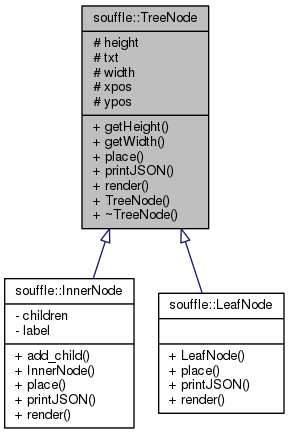 souffle::TreeNode
# height
# txt
# width
# xpos
# ypos
+ getHeight()
+ getWidth()
+ place()
+ printJSON()
+ render()
+ TreeNode()
+ ~TreeNode()
souffle::InnerNode
- children
- label
+ add_child()
+ InnerNode()
+ place()
+ printJSON()
+ render()
souffle::LeafNode
+ LeafNode()
+ place()
+ printJSON()
+ render()